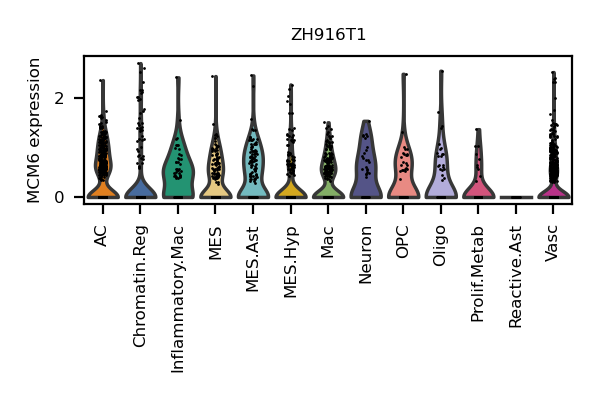 ZH916T1
MCM6 expression
2
0
AC
Chromatin.Reg
Inflammatory.Mac
MES
MES.Ast
MES.Hyp
Mac
Neuron
OPC
Oligo
Prolif.Metab
Reactive.Ast
Vasc